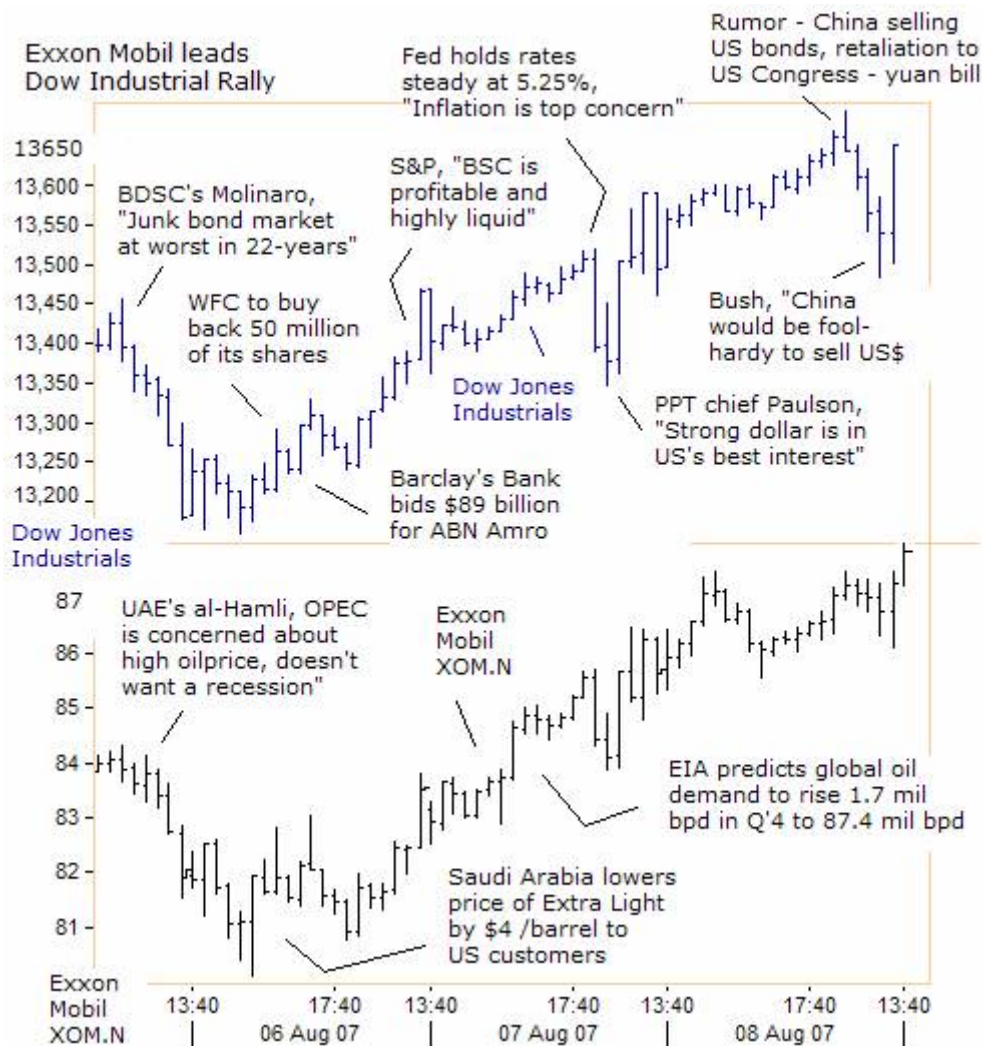 Exxon Mobil leads
Dow Industrial Rally
Fed holds rates
steady at 5.25%,
"Inflation is top concern"
Rumor - China selling
US bonds, retaliation to
US Congress - yuan bill
13650
13,600
13,550
13,500
13,450
13,400
13,350
13,300
13,250
13,200
BDSC's Molinaro,
"Junk bond market
at worst in 22-years"
S&P, "BSC is
profitable and
highly liquid"
WFC to buy
back 50 million
of its shares
Bush, "China
would be fool-
hardy to sell US$
Dow Jones
Industrials
PPT chief Paulson,
"Strong dollar is in
US's best interest"
Barclay's Bank
bids $89 billion
for ABN Amro
Dow Jones
Industrials
87
86
85
84
83
82
81
UAE's al-Hamli, OPEC
is concerned about
high oilprice, doesn't
want a recession"
Exxon
Mobil
XOM.N
EIA predicts global oil
demand to rise 1.7 mil
bpd in Q'4 to 87.4 mil bpd
Saudi Arabia lowers
price of Extra Light
by $4 /barrel to
US customers
Exxon
Mobil
XOM.N
13:40 17:40 13:40 17:40 13:40 17:40 13:40
06 Aug 07 07 Aug 07 08 Aug 07